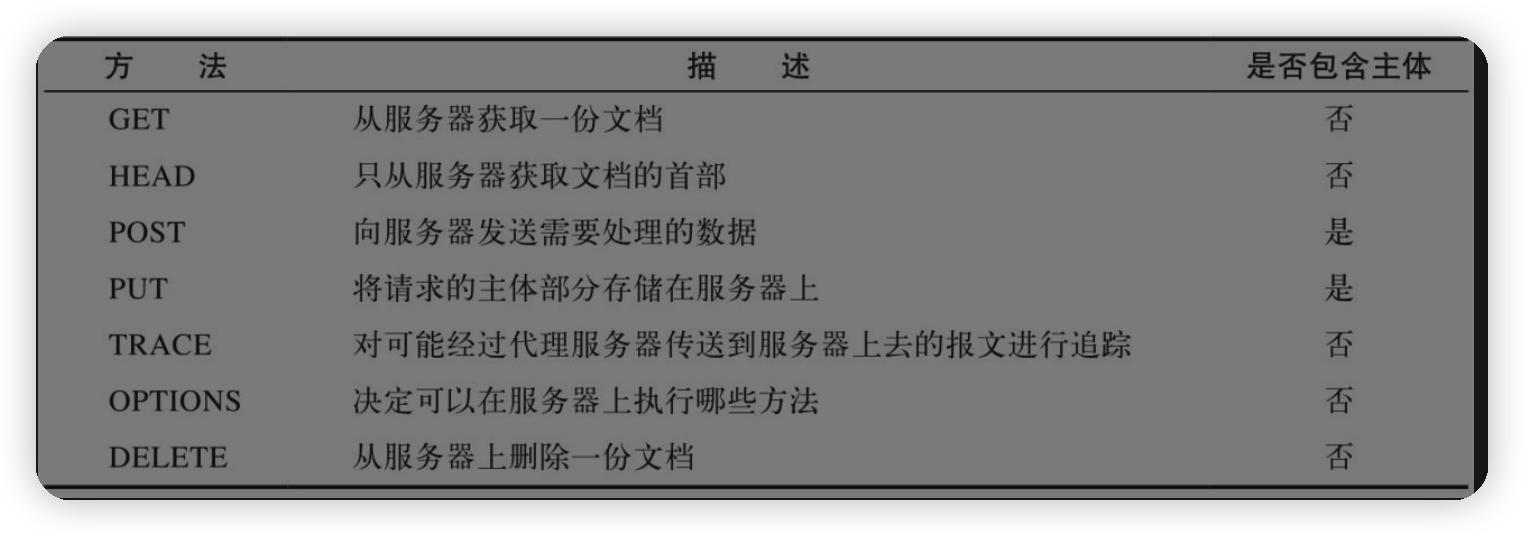 方 法 描 述 是否包含主体
GET 从服务器获取一份文档 否
HEAD 只从服务器获取文档的首部 否
POST 向服务器发送需要处理的数据 是
PUT 将请求的主体部分存储在服务器上 是
TRACE 对可能经过代理服务器传送到服务器上去的报文进行追踪 否
OPTIONS 决定可以在服务器上执行哪些方法 否
DELETE 从服务器上删除一份文档 否